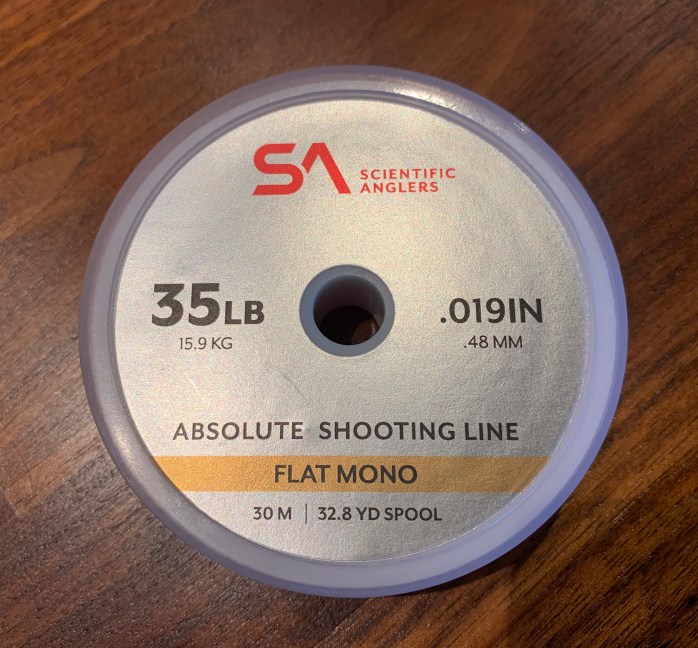 SA SCIENTIFIC
ANGLERS
35LB
15.9 KG
.019IN
.48 MM
ABSOLUTE SHOOTING LINE
FLAT MONO
30 M | 32.8 YD SPOOL